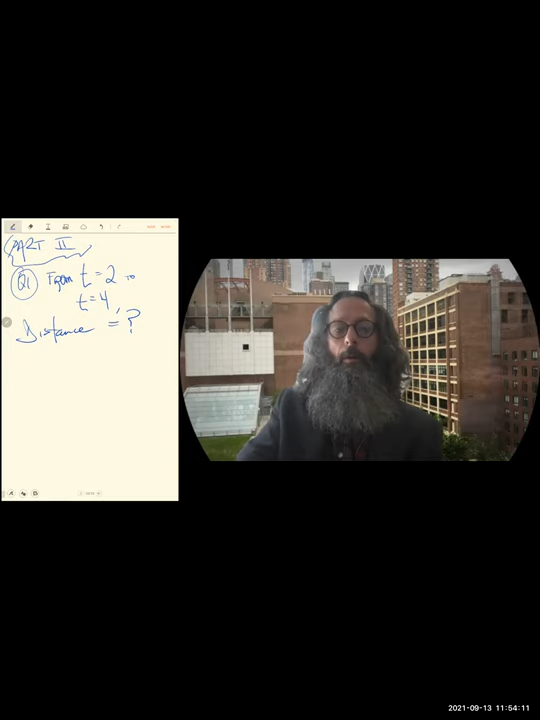 PART II
Q1 From t = 2 to
t = 4,
Distance = ?
2021-09-13 11:54:11